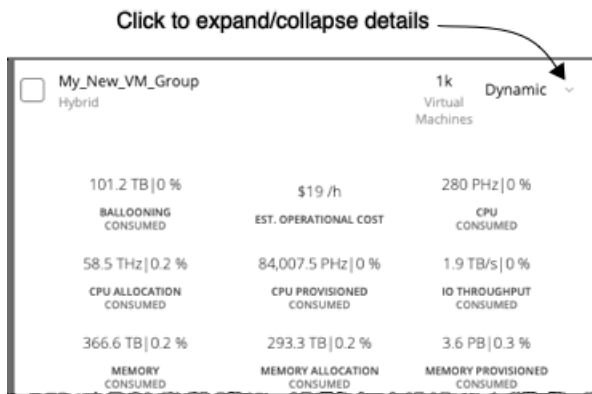 Click to expand/collapse details
My_New_VM_Group
Hybrid
1k
Virtual
Machines
Dynamic
101.2 TB|0 %
BALLOONING
CONSUMED
$19 /h
EST. OPERATIONAL COST
280 PHz|0 %
CPU
CONSUMED
58.5 THz|0.2 %
CPU ALLOCATION
CONSUMED
84,007.5 PHz|0 %
CPU PROVISIONED
CONSUMED
1.9 TB/s|0 %
IO THROUGHPUT
CONSUMED
366.6 TB|0.2 %
MEMORY
CONSUMED
293.3 TB|0.2 %
MEMORY ALLOCATION
CONSUMED
3.6 PB|0.3 %
MEMORY PROVISIONED
CONSUMED